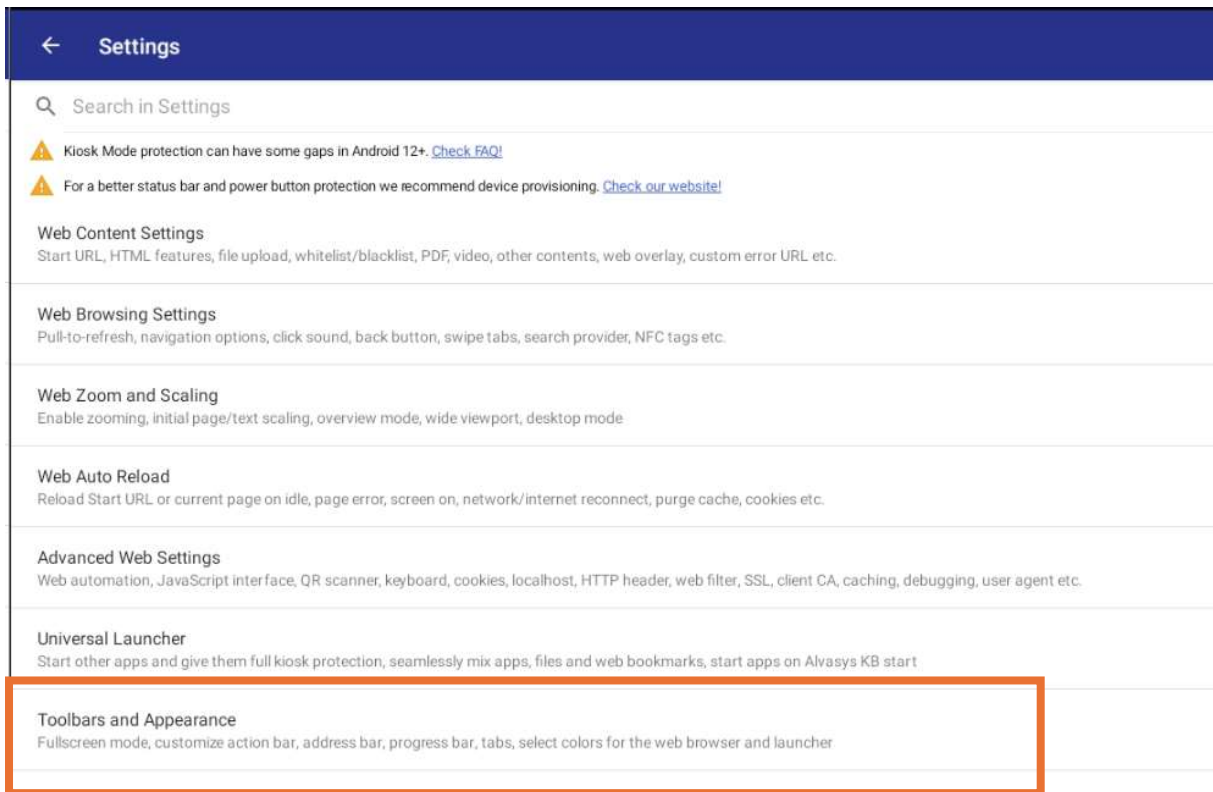 Settings
Search in Settings
Kiosk Mode protection can have some gaps in Android 12+. Check FAQ!
For a better status bar and power button protection we recommend device provisioning. Check our website!
Web Content Settings
Start URL, HTML features, file upload, whitelist/blacklist, PDF, video, other contents, web overlay, custom error URL etc.
Web Browsing Settings
Pull-to-refresh, navigation options, click sound, back button, swipe tabs, search provider, NFC tags etc.
Web Zoom and Scaling
Enable zooming, initial page/text scaling, overview mode, wide viewport, desktop mode
Web Auto Reload
Reload Start URL or current page on idle, page error, screen on, network/internet reconnect, purge cache, cookies etc.
Advanced Web Settings
Web automation, JavaScript interface, QR scanner, keyboard, cookies, localhost, HTTP header, web filter, SSL, client CA, caching, debugging, user agent etc.
Universal Launcher
Start other apps and give them full kiosk protection, seamlessly mix apps, files and web bookmarks, start apps on Alvasys KB start
Toolbars and Appearance
Fullscreen mode, customize action bar, address bar, progress bar, tabs, select colors for the web browser and launcher